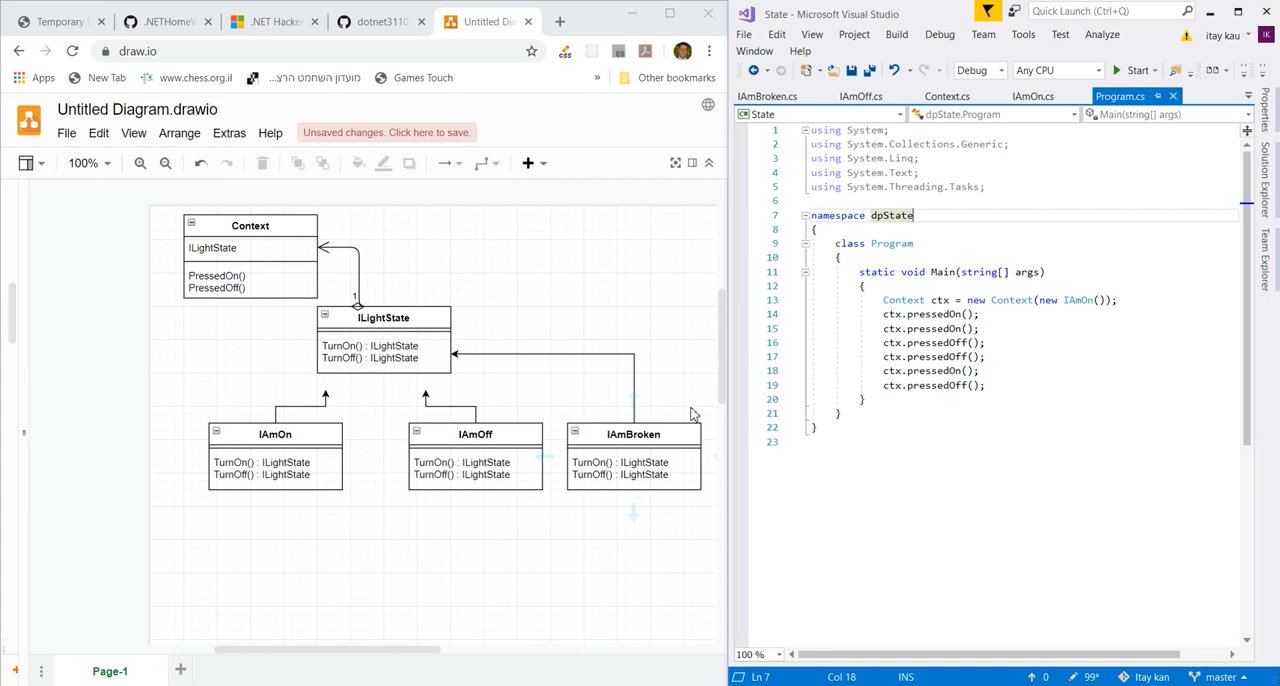 Temporary
.NETHomeV
.NET Hacker
dotnet3110
Untitled Dia
draw.io
Apps
New Tab
www.chess.org.il
Games Touch
»
Other bookmarks
Untitled Diagram.drawio
File Edit View Arrange Extras Help
Unsaved changes. Click here to save.
100%
Context
ILightState
PressedOn()
PressedOff()
1
ILightState
TurnOn() : ILightState
TurnOff() : ILightState
IAmOn
TurnOn() : ILightState
TurnOff() : ILightState
IAmOff
TurnOn() : ILightState
TurnOff() : ILightState
IAmBroken
TurnOn() : ILightState
TurnOff() : ILightState
Page-1
State - Microsoft Visual Studio
Quick Launch (Ctrl+Q)
File Edit View Project Build Debug Team Tools Test Analyze
itay kau
IK
Window Help
Debug
Any CPU
Start
IAmBroken.cs IAmOff.cs Context.cs IAmOn.cs Program.cs
State
dpState.Program
Main(string[] args)
1 using System;
2 using System.Collections.Generic;
3 using System.Linq;
4 using System.Text;
5 using System.Threading.Tasks;
6
7 namespace dpState
8 {
9 class Program
10 {
11 static void Main(string[] args)
12 {
13 Context ctx = new Context(new IAmOn());
14 ctx.pressedOn();
15 ctx.pressedOn();
16 ctx.pressedOff();
17 ctx.pressedOff();
18 ctx.pressedOn();
19 ctx.pressedOff();
20 }
21 }
22 }
23
Properties
Solution Explorer
Team Explorer
100 %
Ln 7 Col 18 INS
0
99*
Itay kan
master